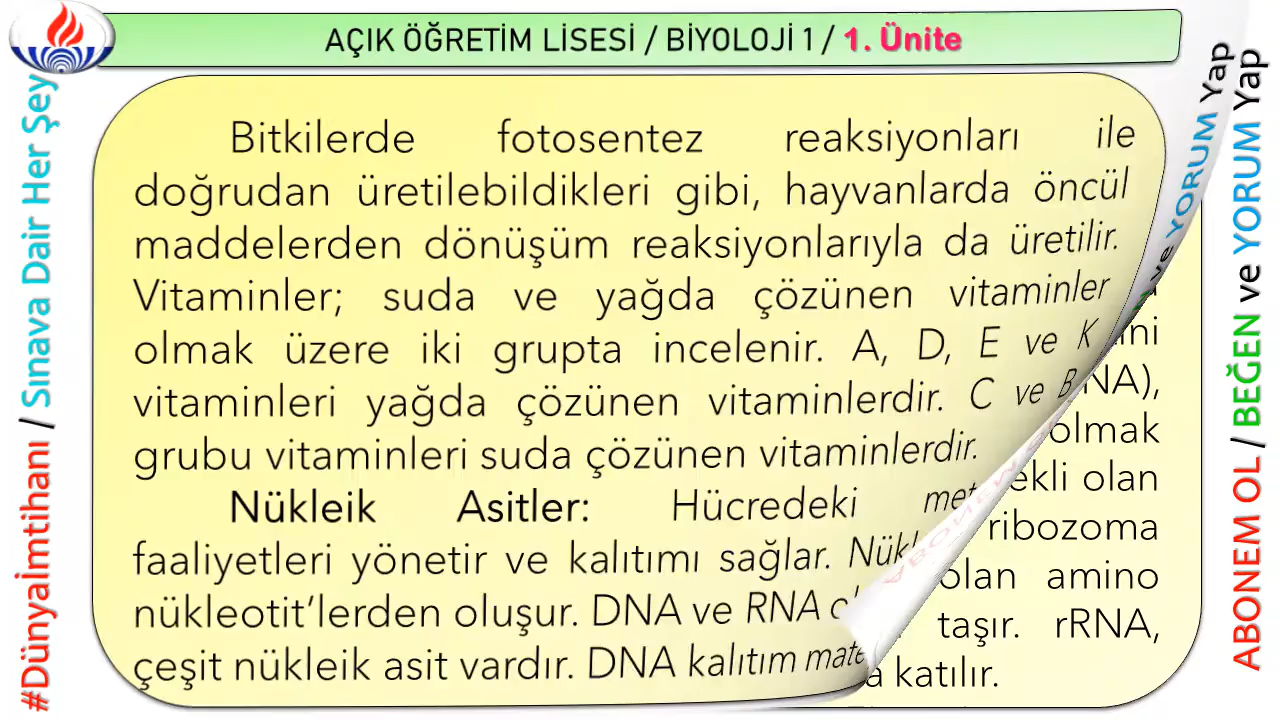 AÇIK ÖĞRETİM LİSESİ / BİYOLOJİ 1 / 1. Ünite
Bitkilerde fotosentez reaksiyonları ile
doğrudan üretilebildikleri gibi, hayvanlarda öncül
maddelerden dönüşüm reaksiyonlarıyla da üretilir.
Vitaminler; suda ve yağda çözünen vitaminler
olmak üzere iki grupta incelenir. A, D, E ve K
vitaminleri yağda çözünen vitaminlerdir. C ve B
grubu vitaminleri suda çözünen vitaminlerdir.
Nükleik Asitler: Hücredeki
faaliyetleri yönetir ve kalıtımı sağlar.
nükleotit’lerden oluşur. DNA ve RNA
çeşit nükleik asit vardır. DNA kalıtım
olmak
olan
ribozoma
olan amino
taşır. rRNA,
katılır.
#Dünyaİmtihanı / Sınava Dair Her Şey
ABONEM OL / BEĞEN ve YORUM Yap
ve YORUM Yap